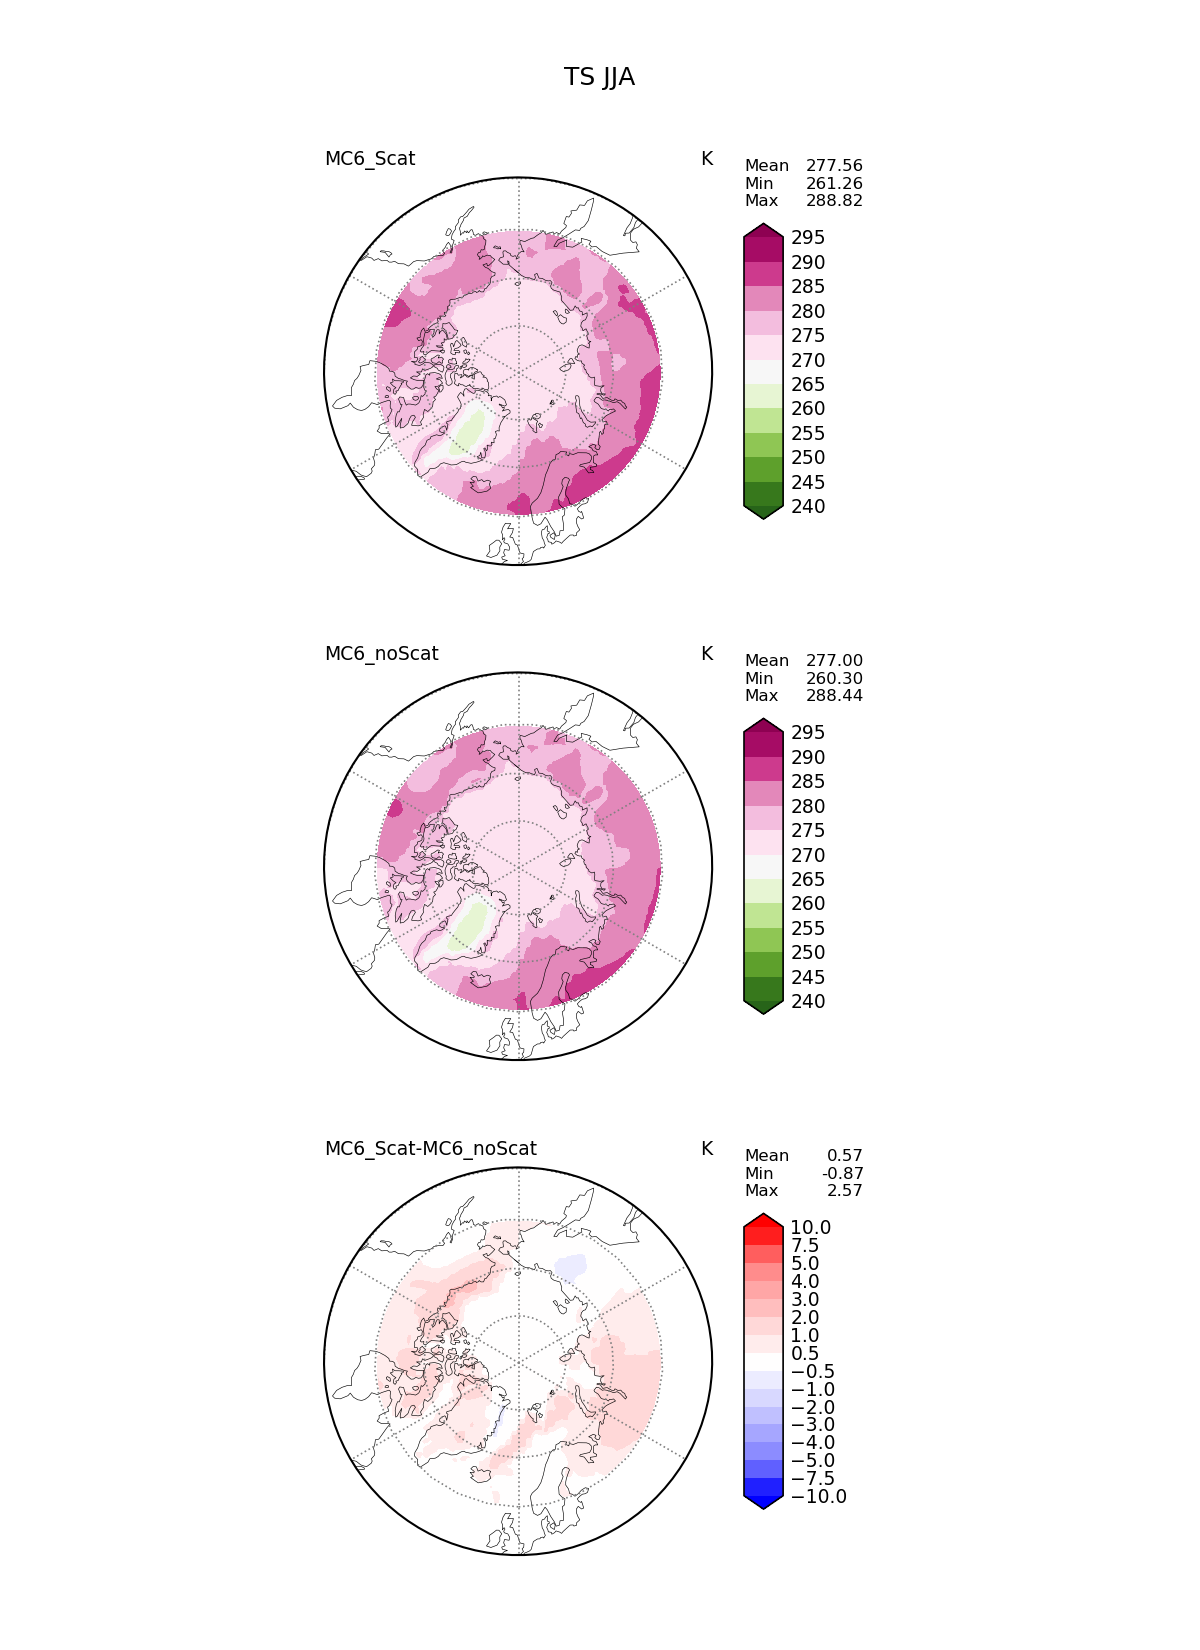 TS JJA
MC6_Scat
K
Mean 277.56
Min 261.26
Max 288.82
295
290
285
280
275
270
265
260
255
250
245
240
MC6_noScat
K
Mean 277.00
Min 260.30
Max 288.44
295
290
285
280
275
270
265
260
255
250
245
240
MC6_Scat-MC6_noScat
K
Mean 0.57
Min -0.87
Max 2.57
10.0
7.5
5.0
4.0
3.0
2.0
1.0
0.5
−0.5
−1.0
−2.0
−3.0
−4.0
−5.0
−7.5
−10.0